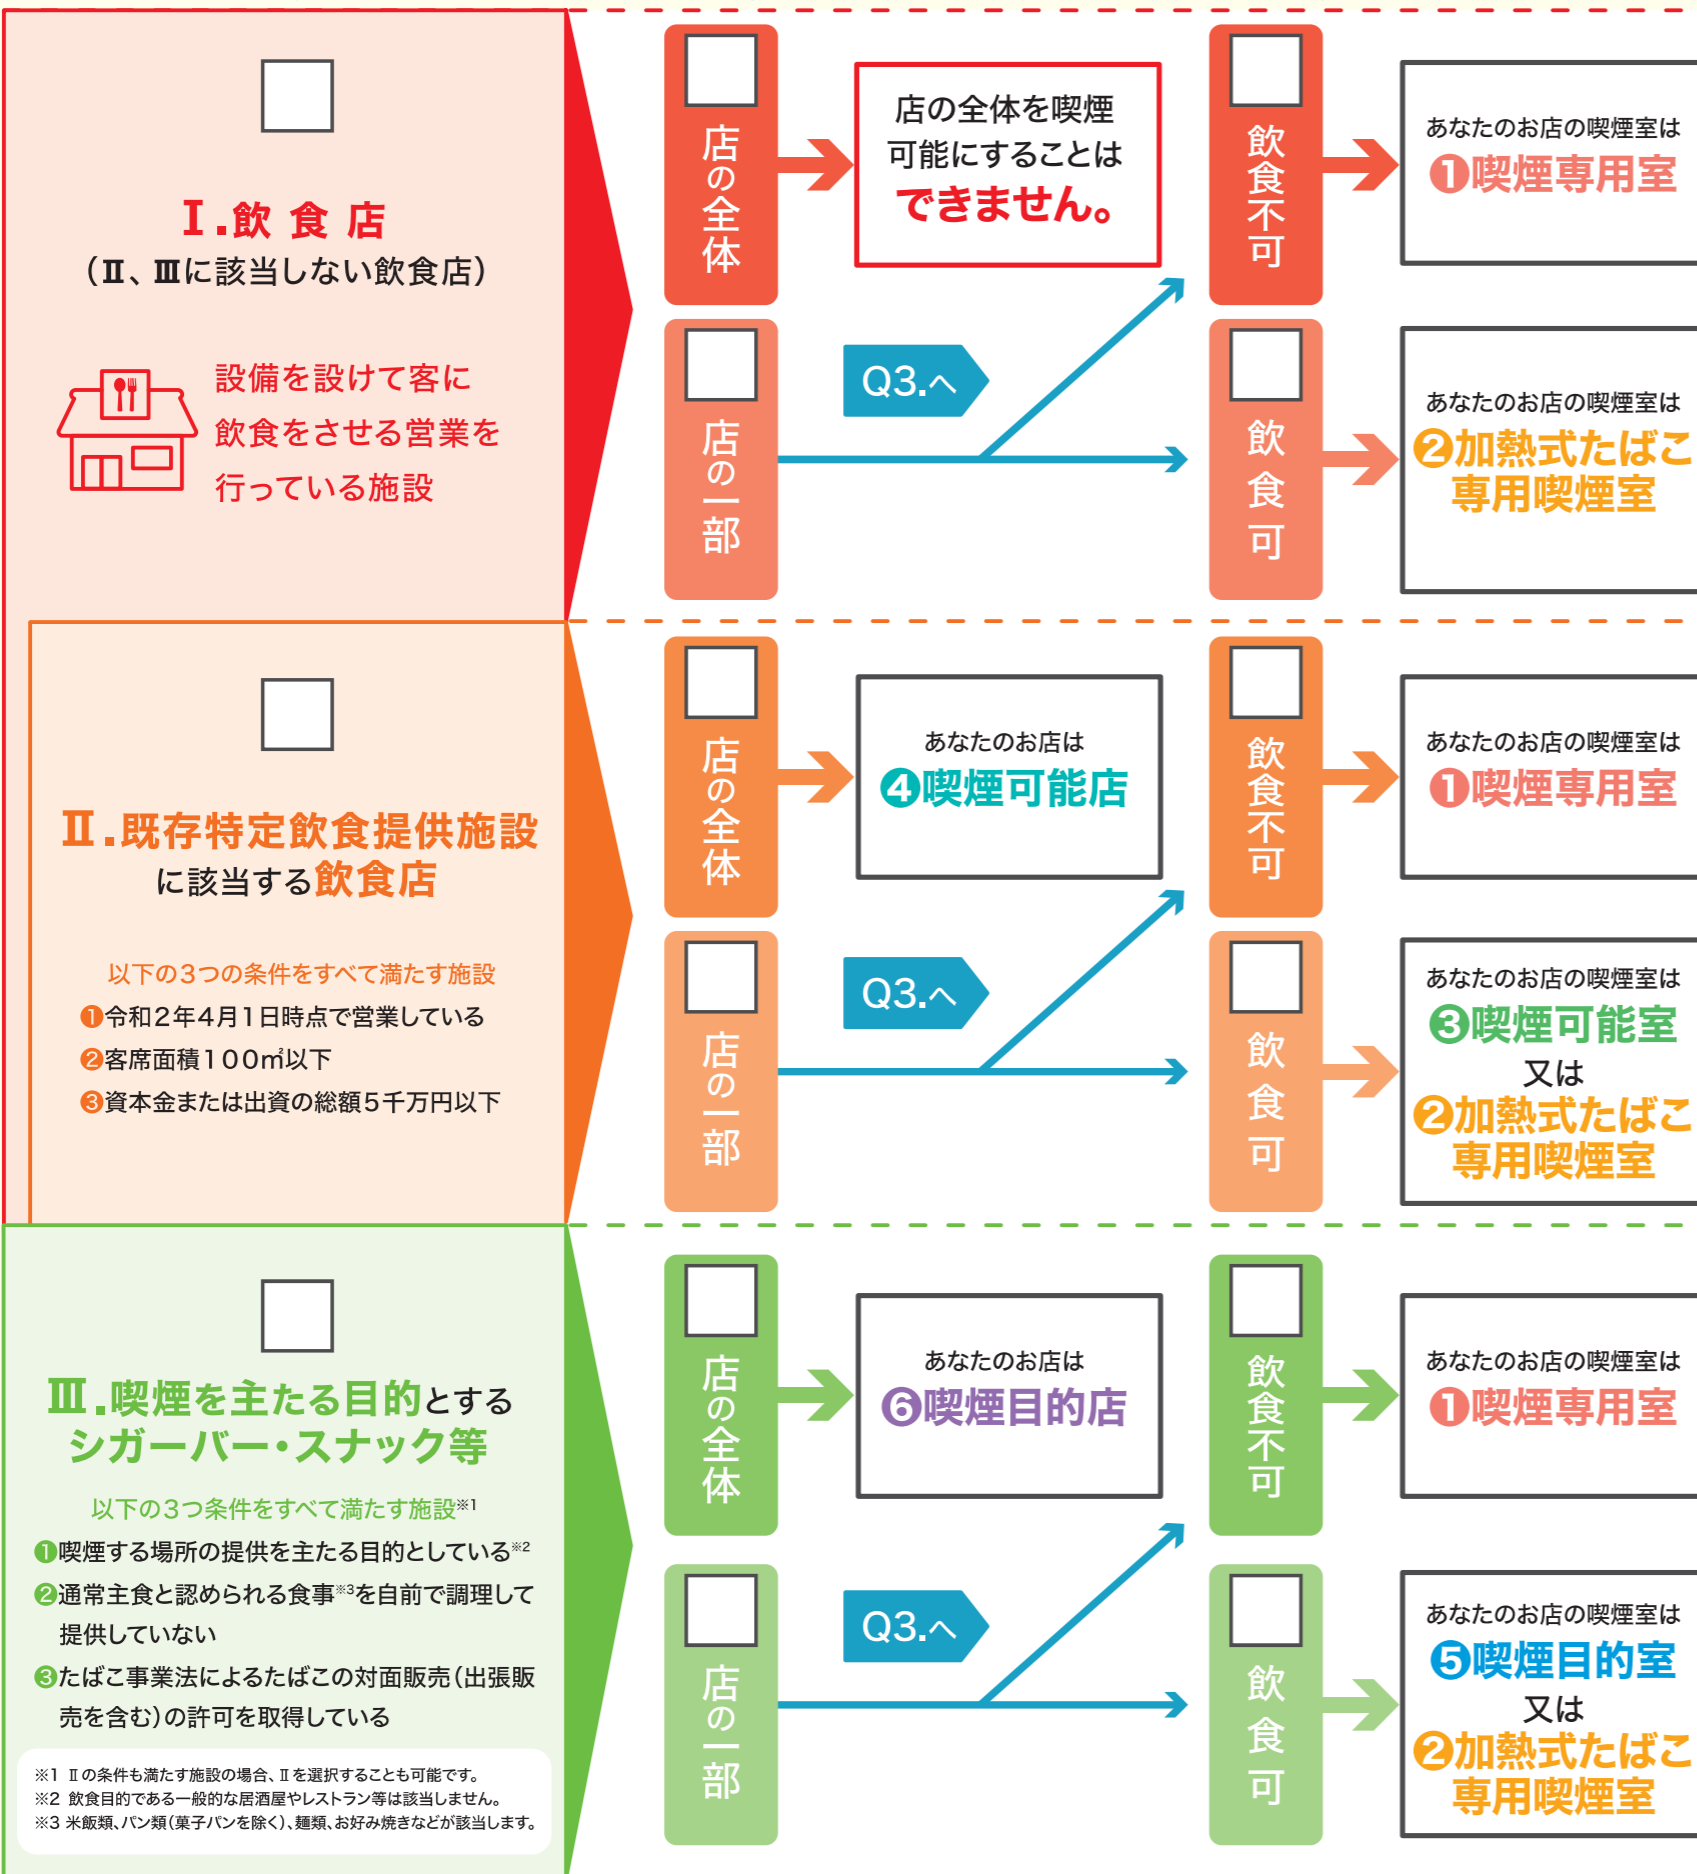 Ⅰ.飲食店
(Ⅱ、Ⅲに該当しない飲食店)
設備を設けて客に
飲食をさせる営業を
行っている施設
店の全体
店の全体を喫煙
可能にすることは
できません。
店の一部
Q3.へ
飲食不可
あなたのお店の喫煙室は
❶喫煙専用室
飲食可
あなたのお店の喫煙室は
❷加熱式たばこ
専用喫煙室
Ⅱ.既存特定飲食提供施設
に該当する飲食店
以下の3つの条件をすべて満たす施設
❶令和2年4月1日時点で営業している
❷客席面積100㎡以下
❸資本金または出資の総額5千万円以下
店の全体
あなたのお店は
❹喫煙可能店
店の一部
Q3.へ
飲食不可
あなたのお店の喫煙室は
❶喫煙専用室
飲食可
あなたのお店の喫煙室は
❸喫煙可能室
又は
❷加熱式たばこ
専用喫煙室
Ⅲ.喫煙を主たる目的とする
シガーバー・スナック等
以下の3つ条件をすべて満たす施設※1
❶喫煙する場所の提供を主たる目的としている※2
❷通常主食と認められる食事※3を自前で調理して
提供していない
❸たばこ事業法によるたばこの対面販売(出張販
売を含む)の許可を取得している
※1 Ⅱの条件も満たす施設の場合、Ⅱを選択することも可能です。
※2 飲食目的である一般的な居酒屋やレストラン等は該当しません。
※3 米飯類、パン類(菓子パンを除く)、麺類、お好み焼きなどが該当します。
店の全体
あなたのお店は
❻喫煙目的店
店の一部
Q3.へ
飲食不可
あなたのお店の喫煙室は
❶喫煙専用室
飲食可
あなたのお店の喫煙室は
❺喫煙目的室
又は
❷加熱式たばこ
専用喫煙室